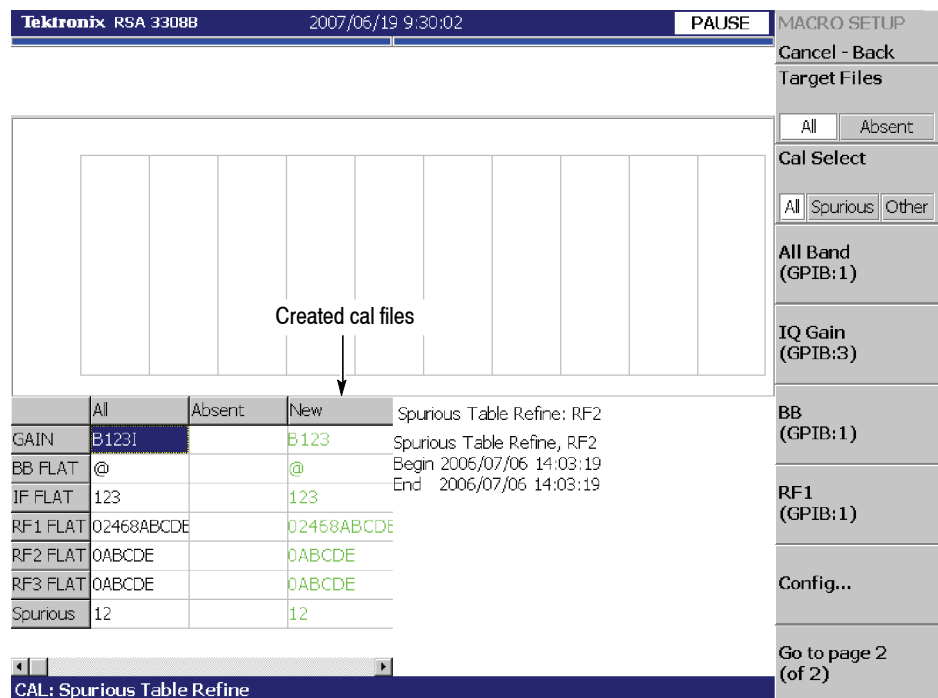 Tektronix RSA 3308B 2007/06/19 9:30:02 PAUSE
MACRO SETUP
Cancel - Back
Target Files
All Absent
Cal Select
All Spurious Other
All Band
(GPIB:1)
IQ Gain
(GPIB:3)
BB
(GPIB:1)
RF1
(GPIB:1)
Config...
Go to page 2
(of 2)
Created cal files
All Absent New
GAIN B123I B123
BB FLAT @ @
IF FLAT 123 123
RF1 FLAT 02468ABCDE 02468ABCDE
RF2 FLAT 0ABCDE 0ABCDE
RF3 FLAT 0ABCDE 0ABCDE
Spurious 12 12
Spurious Table Refine: RF2
Spurious Table Refine, RF2
Begin 2006/07/06 14:03:19
End 2006/07/06 14:03:19
CAL: Spurious Table Refine